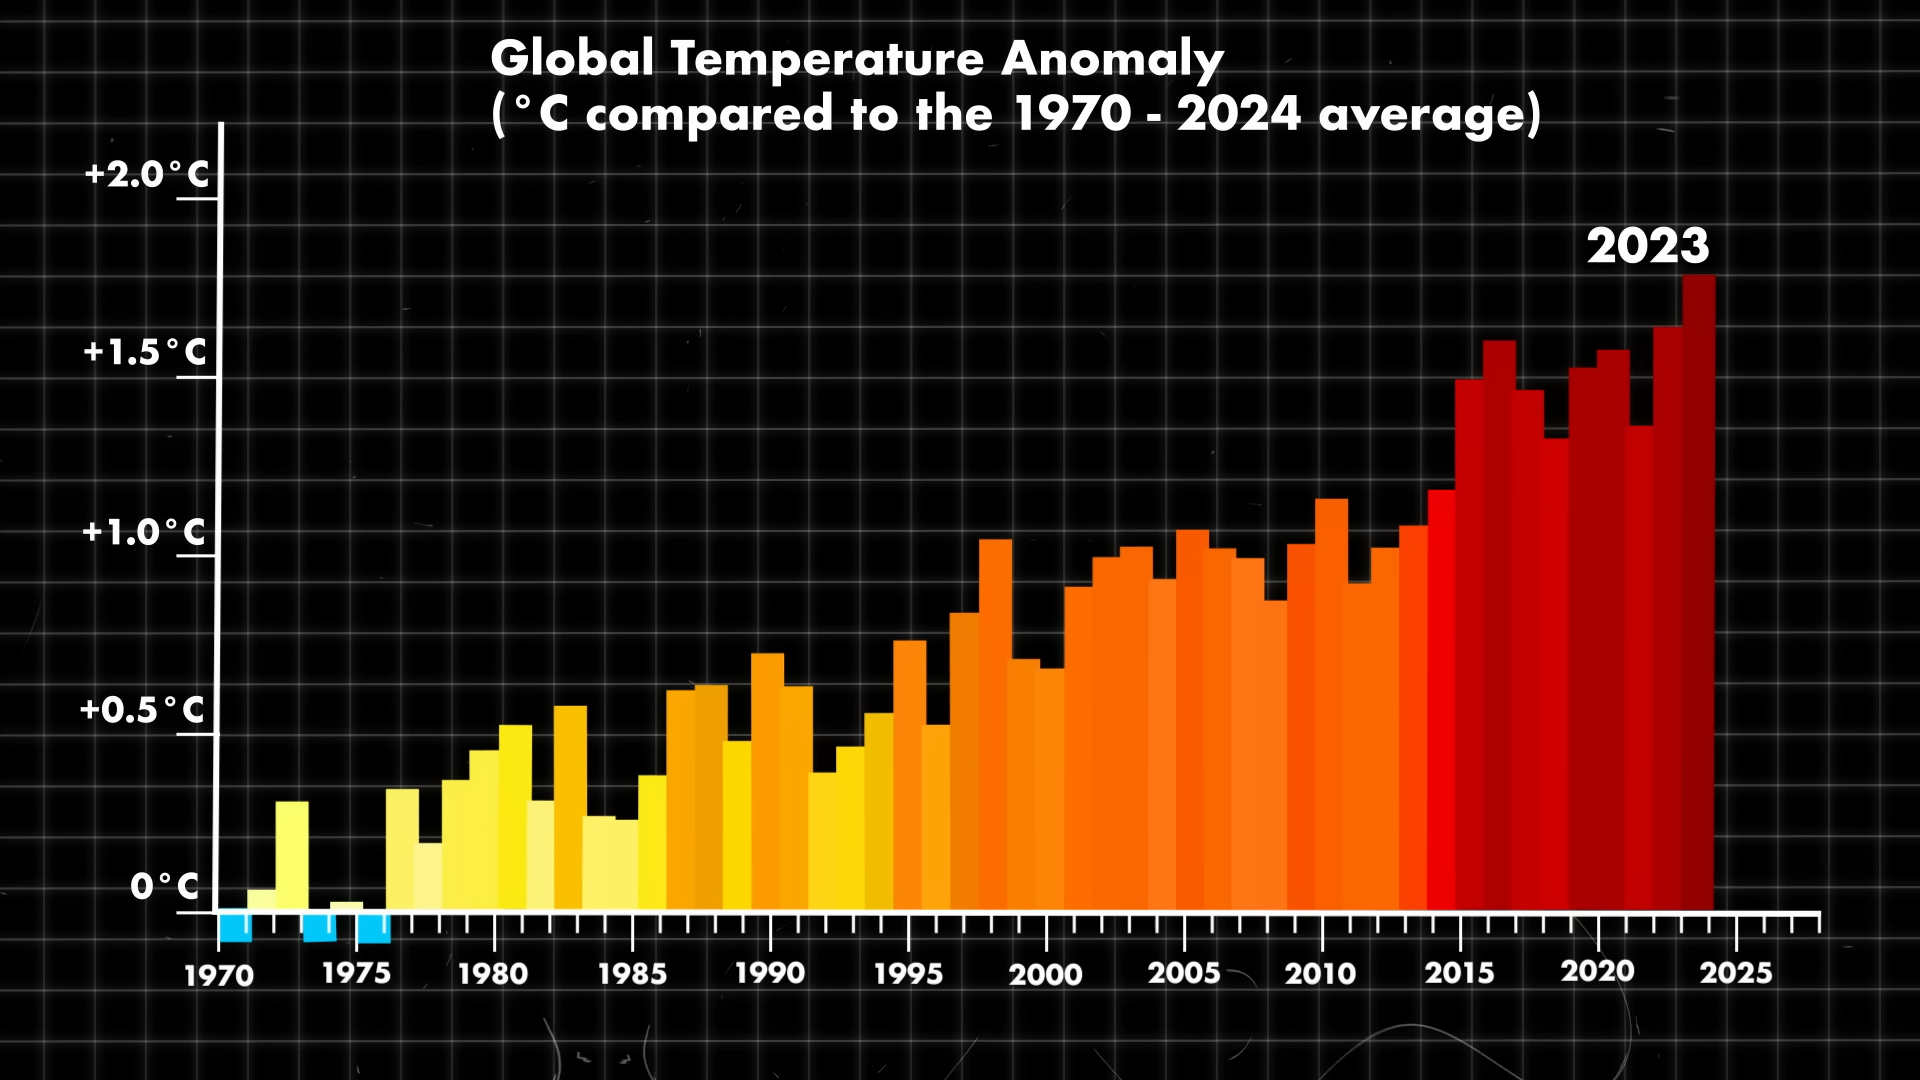 Global Temperature Anomaly
(°C compared to the 1970 - 2024 average)
+2.0°C
2023
+1.5°C
+1.0°C
+0.5°C
0°C
1970 1975 1980 1985 1990 1995 2000 2005 2010 2015 2020 2025